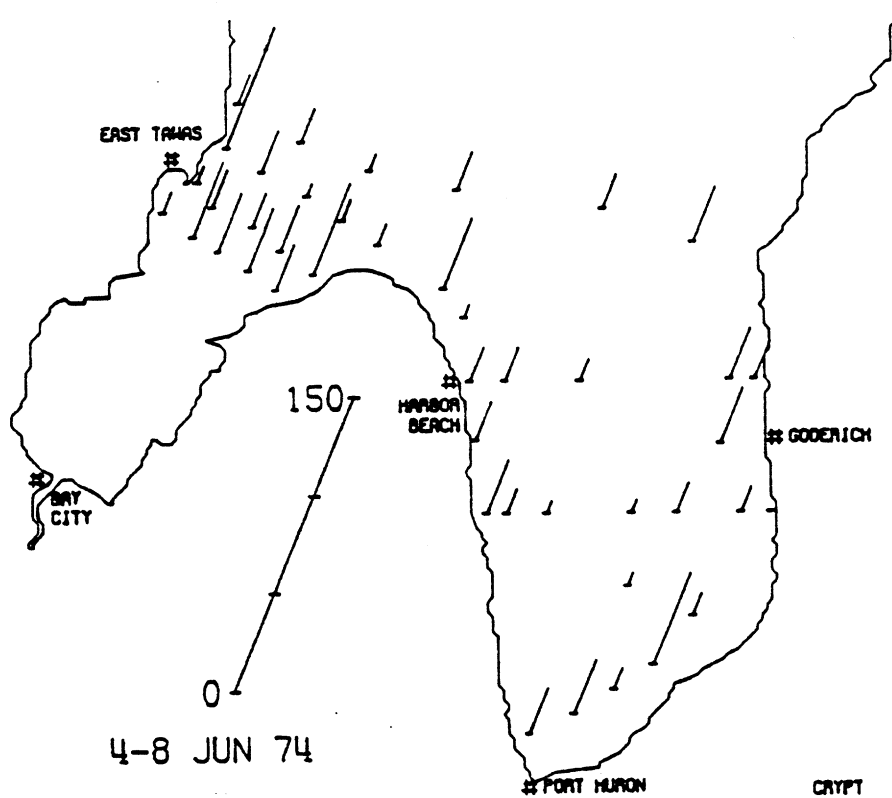 EAST TAWAS
#
150
#
HARBOR
BEACH
# GODERICH
#
BAY
CITY
0
4-8 JUN 74
# PORT HURON
CRYPT